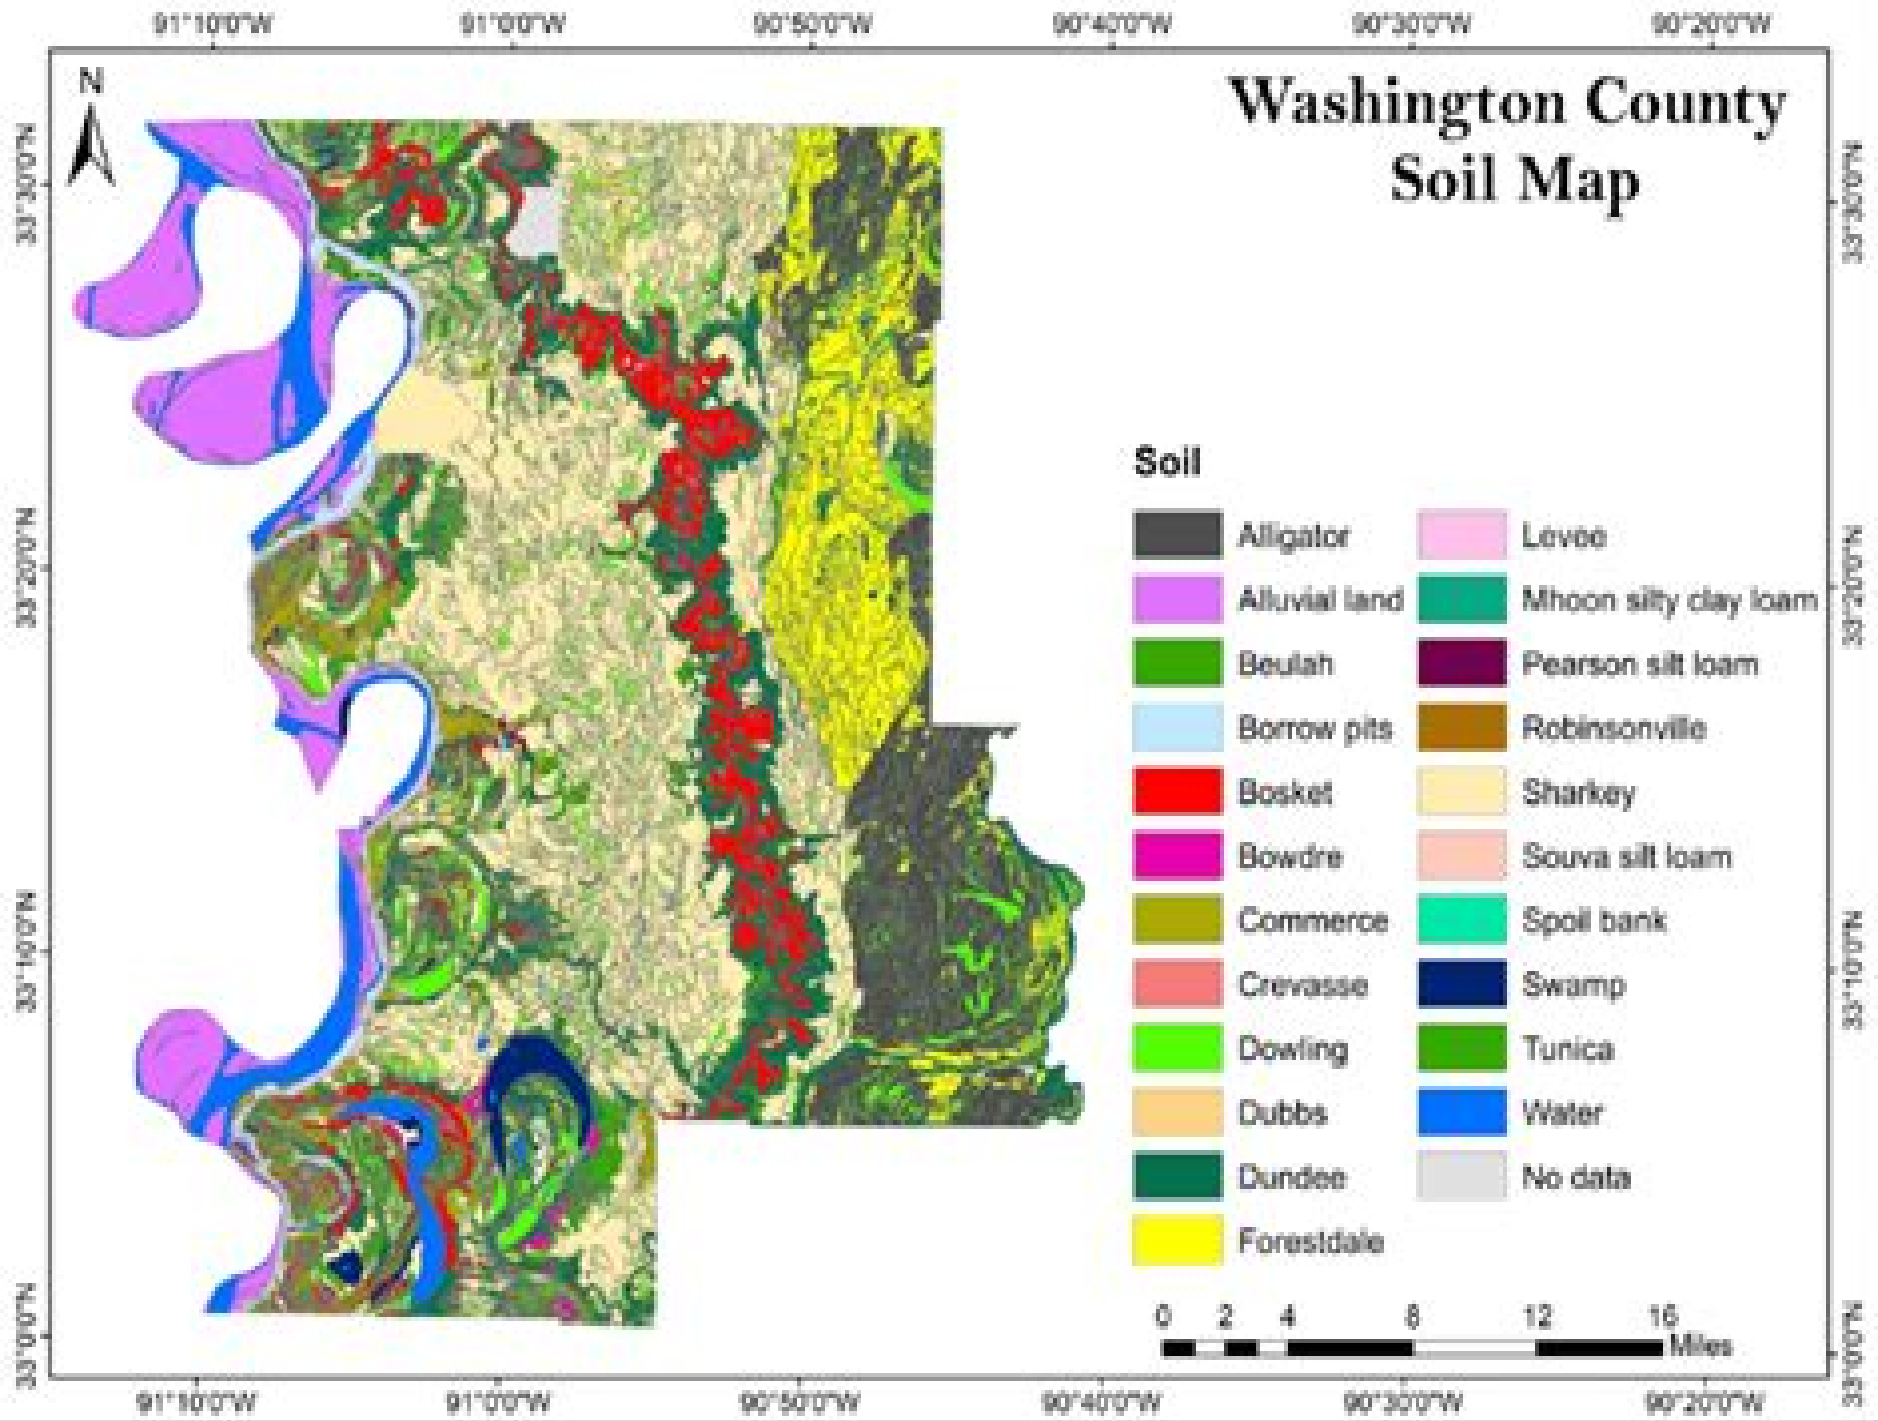 91°10'0"W 91°0'0"W 90°50'0"W 90°40'0"W 90°30'0"W 90°20'0"W
N
Washington County
Soil Map
33°30'0"N 33°30'0"N
33°20'0"N 33°20'0"N
33°10'0"N 33°10'0"N
33°0'0"N 33°0'0"N
Soil
Alligator
Alluvial land
Beulah
Borrow pits
Bosket
Bowdre
Commerce
Crevasse
Dowling
Dubbs
Dundee
Forestdale
Levee
Mhoon silty clay loam
Pearson silt loam
Robinsonville
Sharkey
Souva silt loam
Spoil bank
Swamp
Tunica
Water
No data
0 2 4 8 12 16
Miles
91°10'0"W 91°0'0"W 90°50'0"W 90°40'0"W 90°30'0"W 90°20'0"W